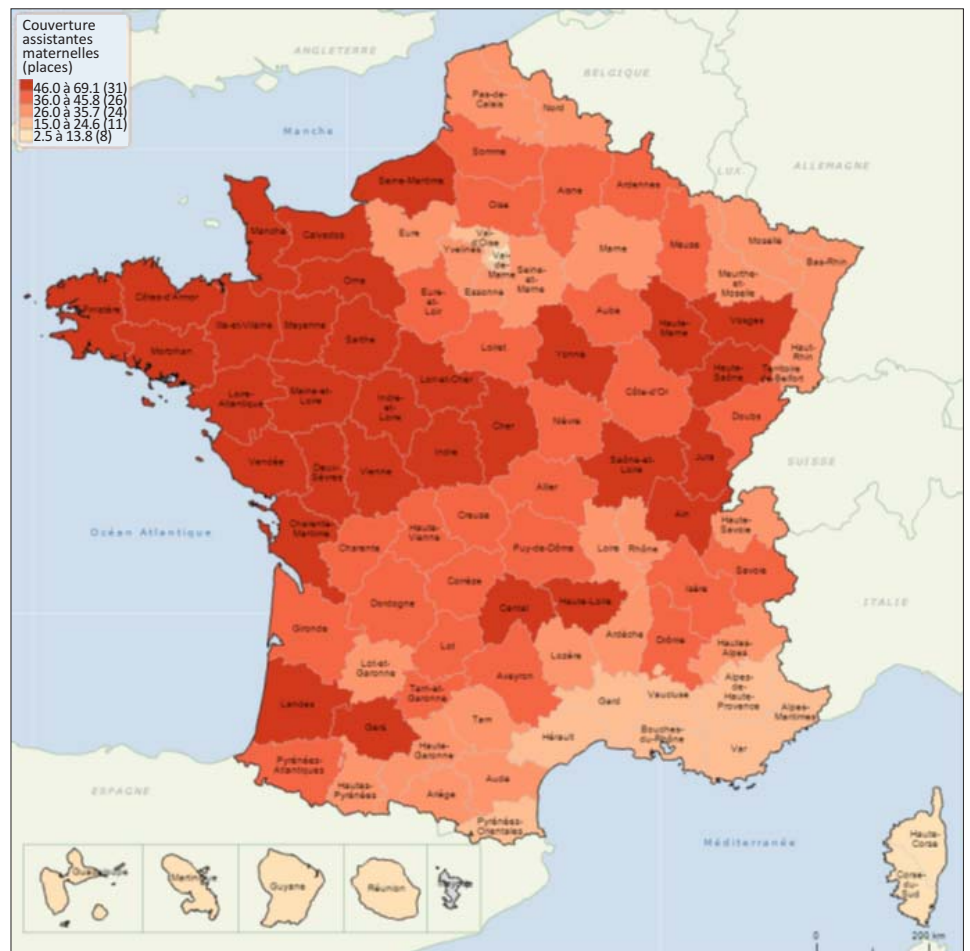 Couverture
assistantes
maternelles
(places)
46.0 à 69.1 (31)
36.0 à 45.8 (26)
26.0 à 35.7 (24)
15.0 à 24.6 (11)
2.5 à 13.8 (8)
ANGLETERRE
BELGIQUE
LUX
ALLEMAGNE
SUISSE
ITALIE
ESPAGNE
Manche
Océan Atlantique
Méditerranée
Pas-de-
Calais
Nord
Somme
Seine-Maritime
Oise
Aisne
Ardennes
Manche
Calvados
Eure
Val-
d'Oise
Yvelines
Val-
de-
Marne
Seine-
et-
Marne
Essonne
Marne
Meuse
Moselle
Meurthe-
et-
Moselle
Bas-Rhin
Orne
Finistère
Côtes-d'Armor
Ille-et-Vilaine
Mayenne
Sarthe
Eure-
et-
Loir
Loiret
Aube
Haute-
Marne
Vosges
Haut-
Rhin
Morbihan
Yonne
Haute-
Saône
Territoire
de-Belfort
Loir-et-Cher
Côte-d'Or
Doubs
Loire-
Atlantique
Maine-et-
Loire
Indre-
et-
Loire
Cher
Nièvre
Indre
Saône-et-
Loire
Jura
Vendée
Deux-
Sèvres
Vienne
Allier
Ain
Haute-
Savoie
Charente-
Maritime
Charente
Haute-
Vienne
Creuse
Puy-de-Dôme
Loire
Rhône
Savoie
Isère
Corrèze
Dordogne
Cantal
Haute-Loire
Gironde
Lot
Ardèche
Drôme
Hautes-
Alpes
Lot-et-
Garonne
Aveyron
Lozère
Tarn-et-
Garonne
Alpes-
de-
Haute-
Provence
Alpes-
Maritimes
Landes
Gers
Tarn
Gard
Vaucluse
Hérault
Bouches-
du-Rhône
Var
Haute-
Garonne
Pyrénées-
Atlantiques
Hautes-
Pyrénées
Ariège
Aude
Pyrénées-
Orientales
Haute-
Corse
Corse-
du-
Sud
Guadeloupe
Martinique
Guyane
Réunion
Mayotte
0
200 km